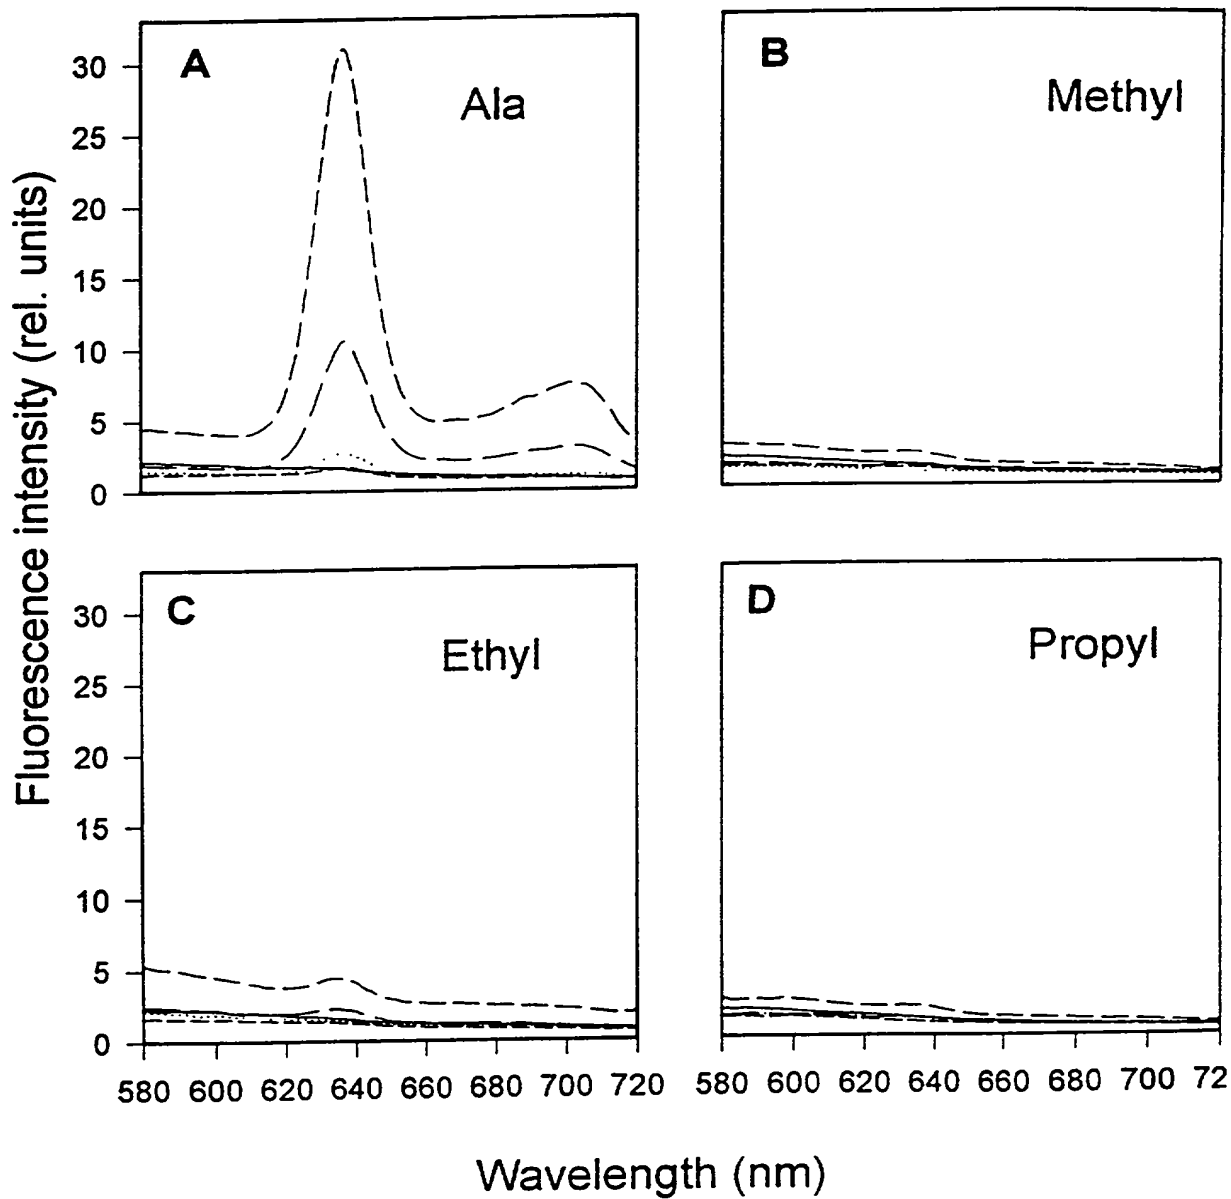 Fluorescence intensity (rel. units)
A
Ala
30
25
20
15
10
5
0
B
Methyl
C
Ethyl
30
25
20
15
10
5
0
580 600 620 640 660 680 700 720
D
Propyl
580 600 620 640 660 680 700 72
Wavelength (nm)